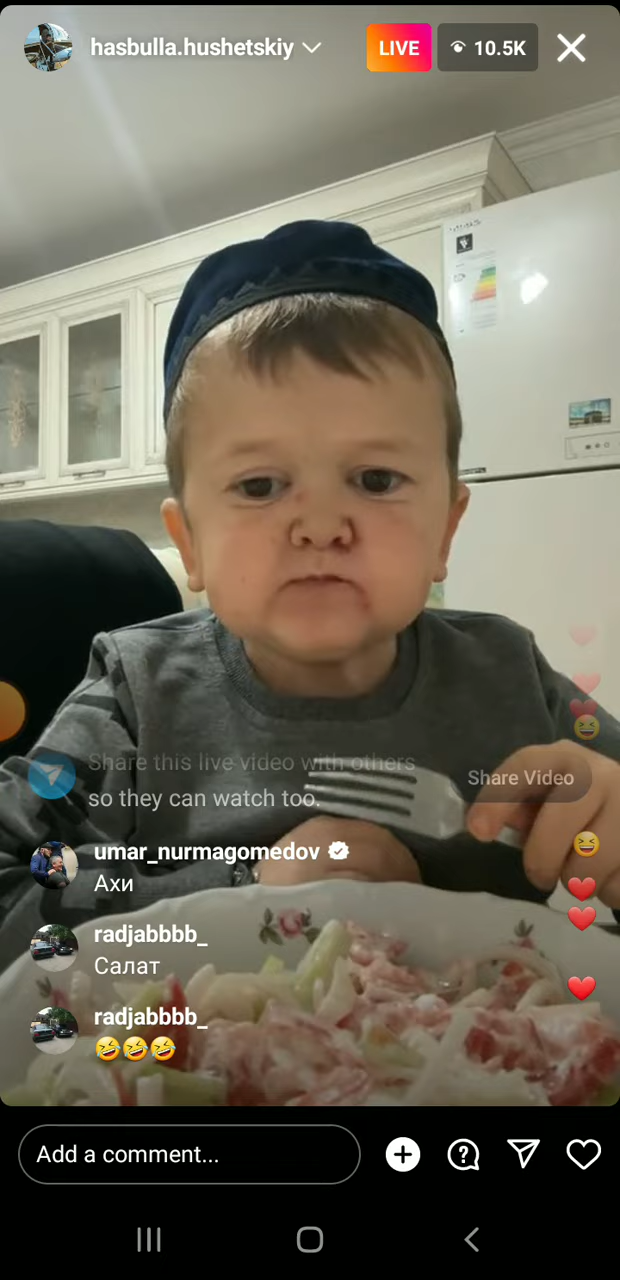 hasbulla.hushetskiy
LIVE
10.5K
Share this live video with others
so they can watch too.
Share Video
umar_nurmagomedov
Ахи
radjabbbb_
Салат
radjabbbb_
🤣🤣🤣
Add a comment...